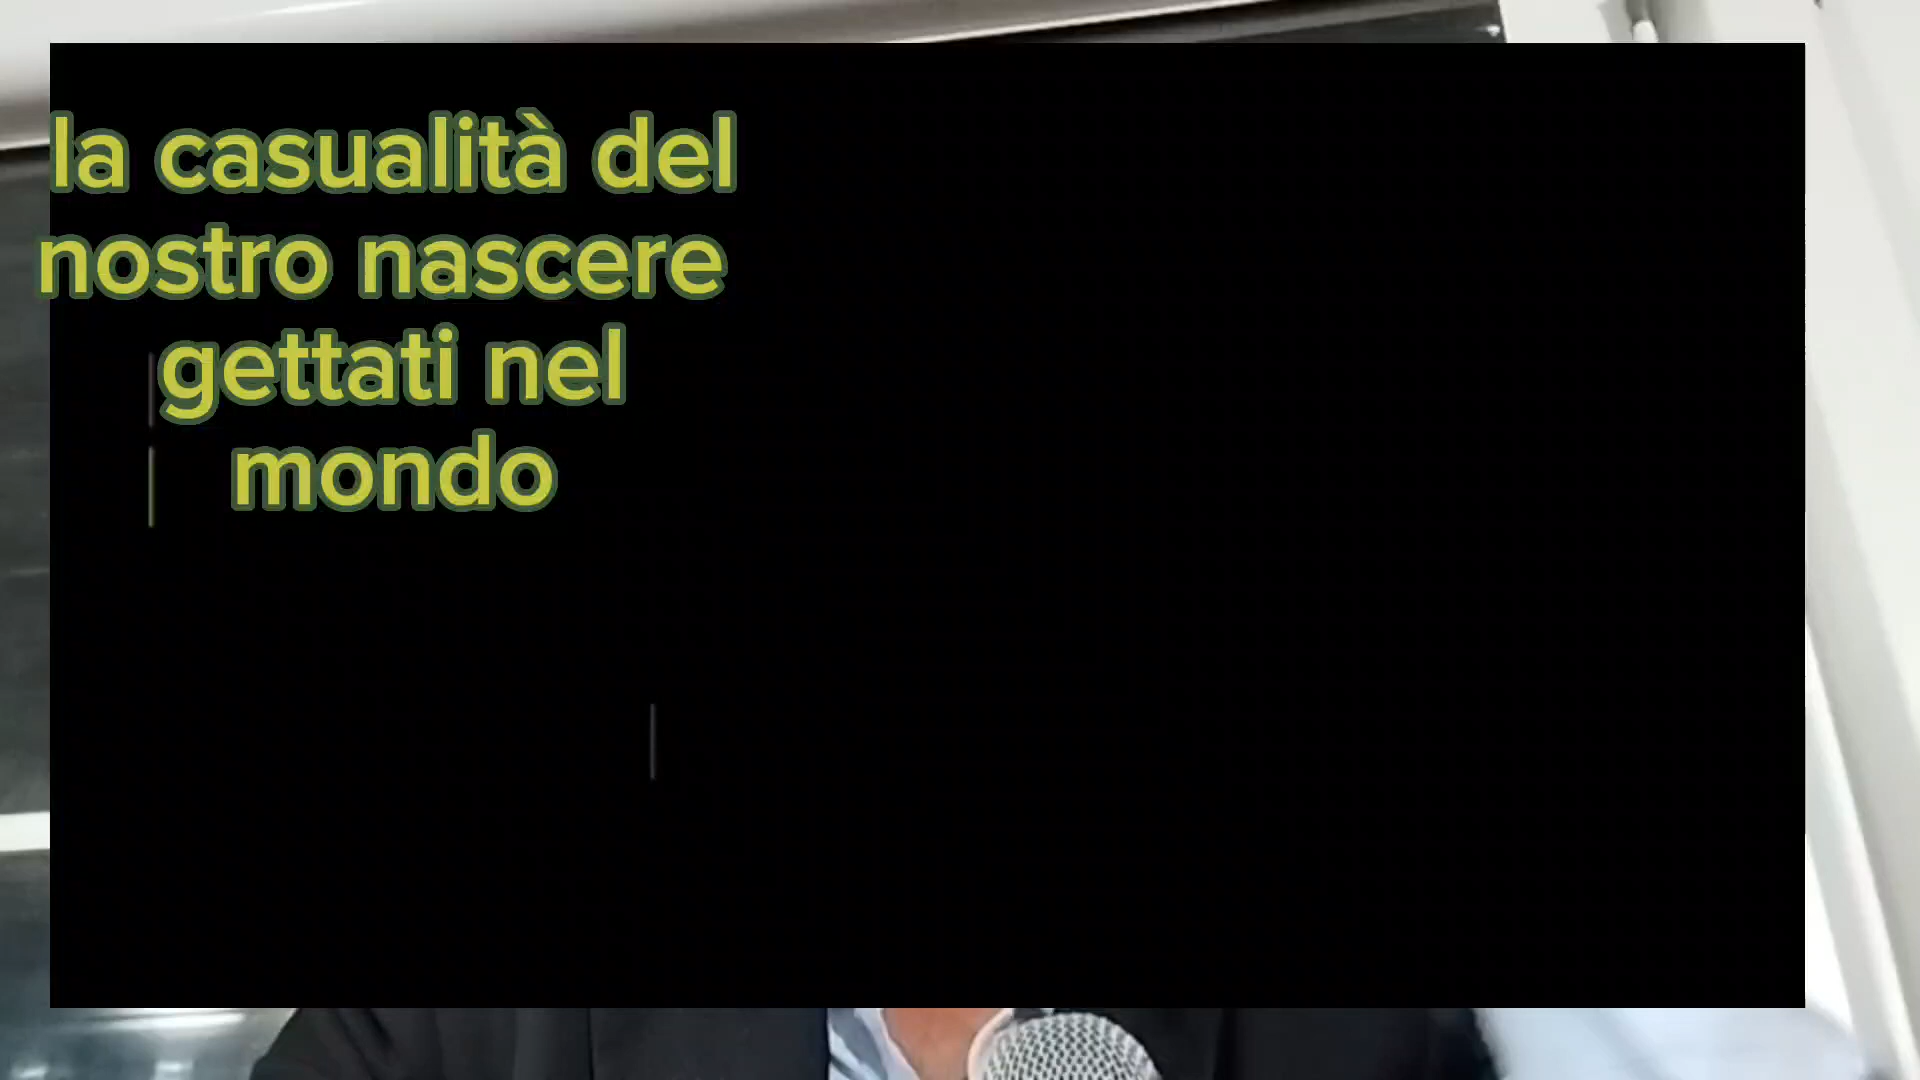 la casualità del
nostro nascere
gettati nel
mondo